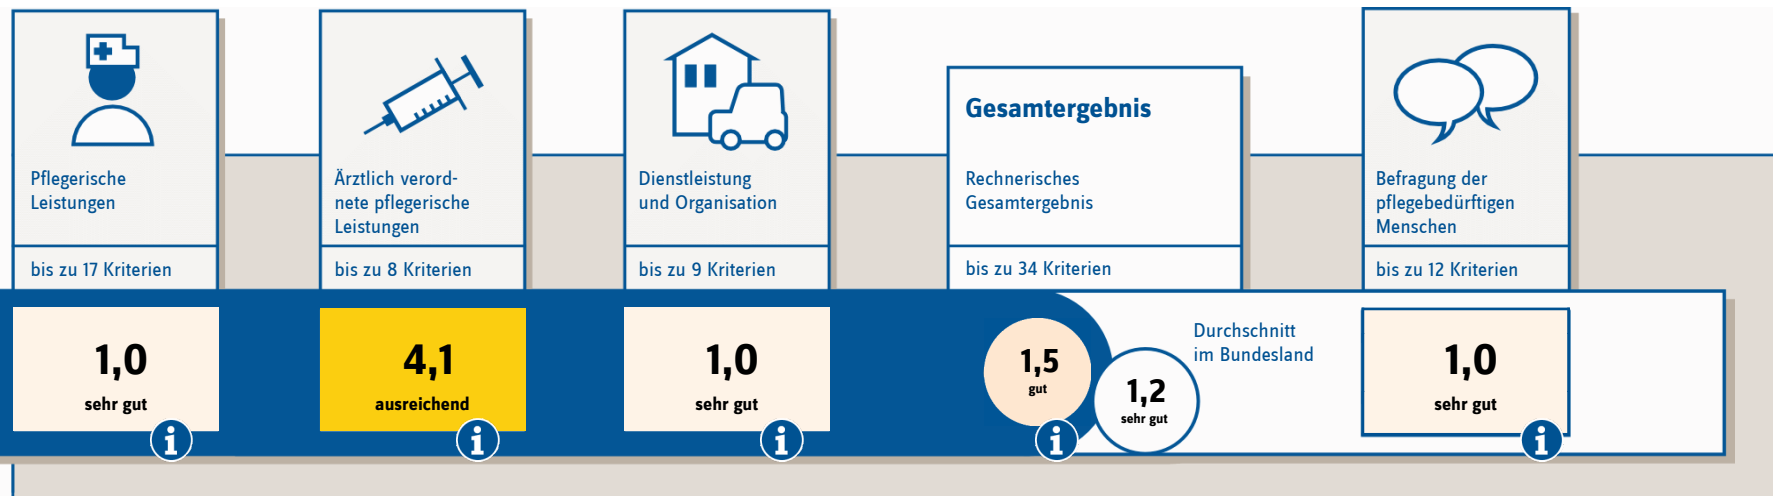 Pflegerische
Leistungen
bis zu 17 Kriterien
1,0
sehr gut
i
Ärztlich verord-
nete pflegerische
Leistungen
bis zu 8 Kriterien
4,1
ausreichend
i
Dienstleistung
und Organisation
bis zu 9 Kriterien
1,0
sehr gut
i
Gesamtergebnis
Rechnerisches
Gesamtergebnis
bis zu 34 Kriterien
1,5
gut
i
1,2
sehr gut
Durchschnitt
im Bundesland
Befragung der
pflegebedürftigen
Menschen
bis zu 12 Kriterien
1,0
sehr gut
i